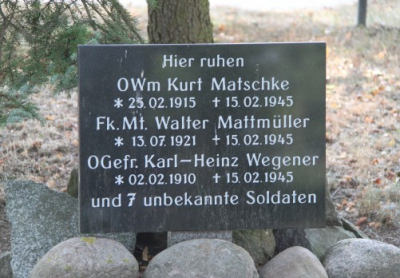 Hier ruhen
OWm Kurt Matschke
* 25.02.1915 † 15.02.1945
Fk.Mt. Walter Mattmüller
* 13.07.1921 † 15.02.1945
OGefr. Karl-Heinz Wegener
* 02.02.1910 † 15.02.1945
und 7 unbekannte Soldaten